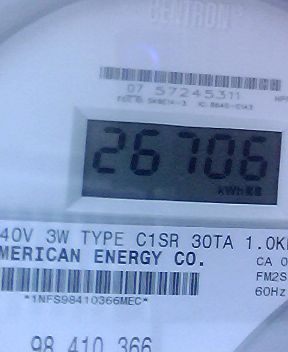 CENTRON
07 57245311
26706
kWh
40V 3W TYPE C1SR 30TA 1.0K
MERICAN ENERGY CO.
CA 0
FM2S
*1NFS98410366MEC*
60Hz
98 410 366